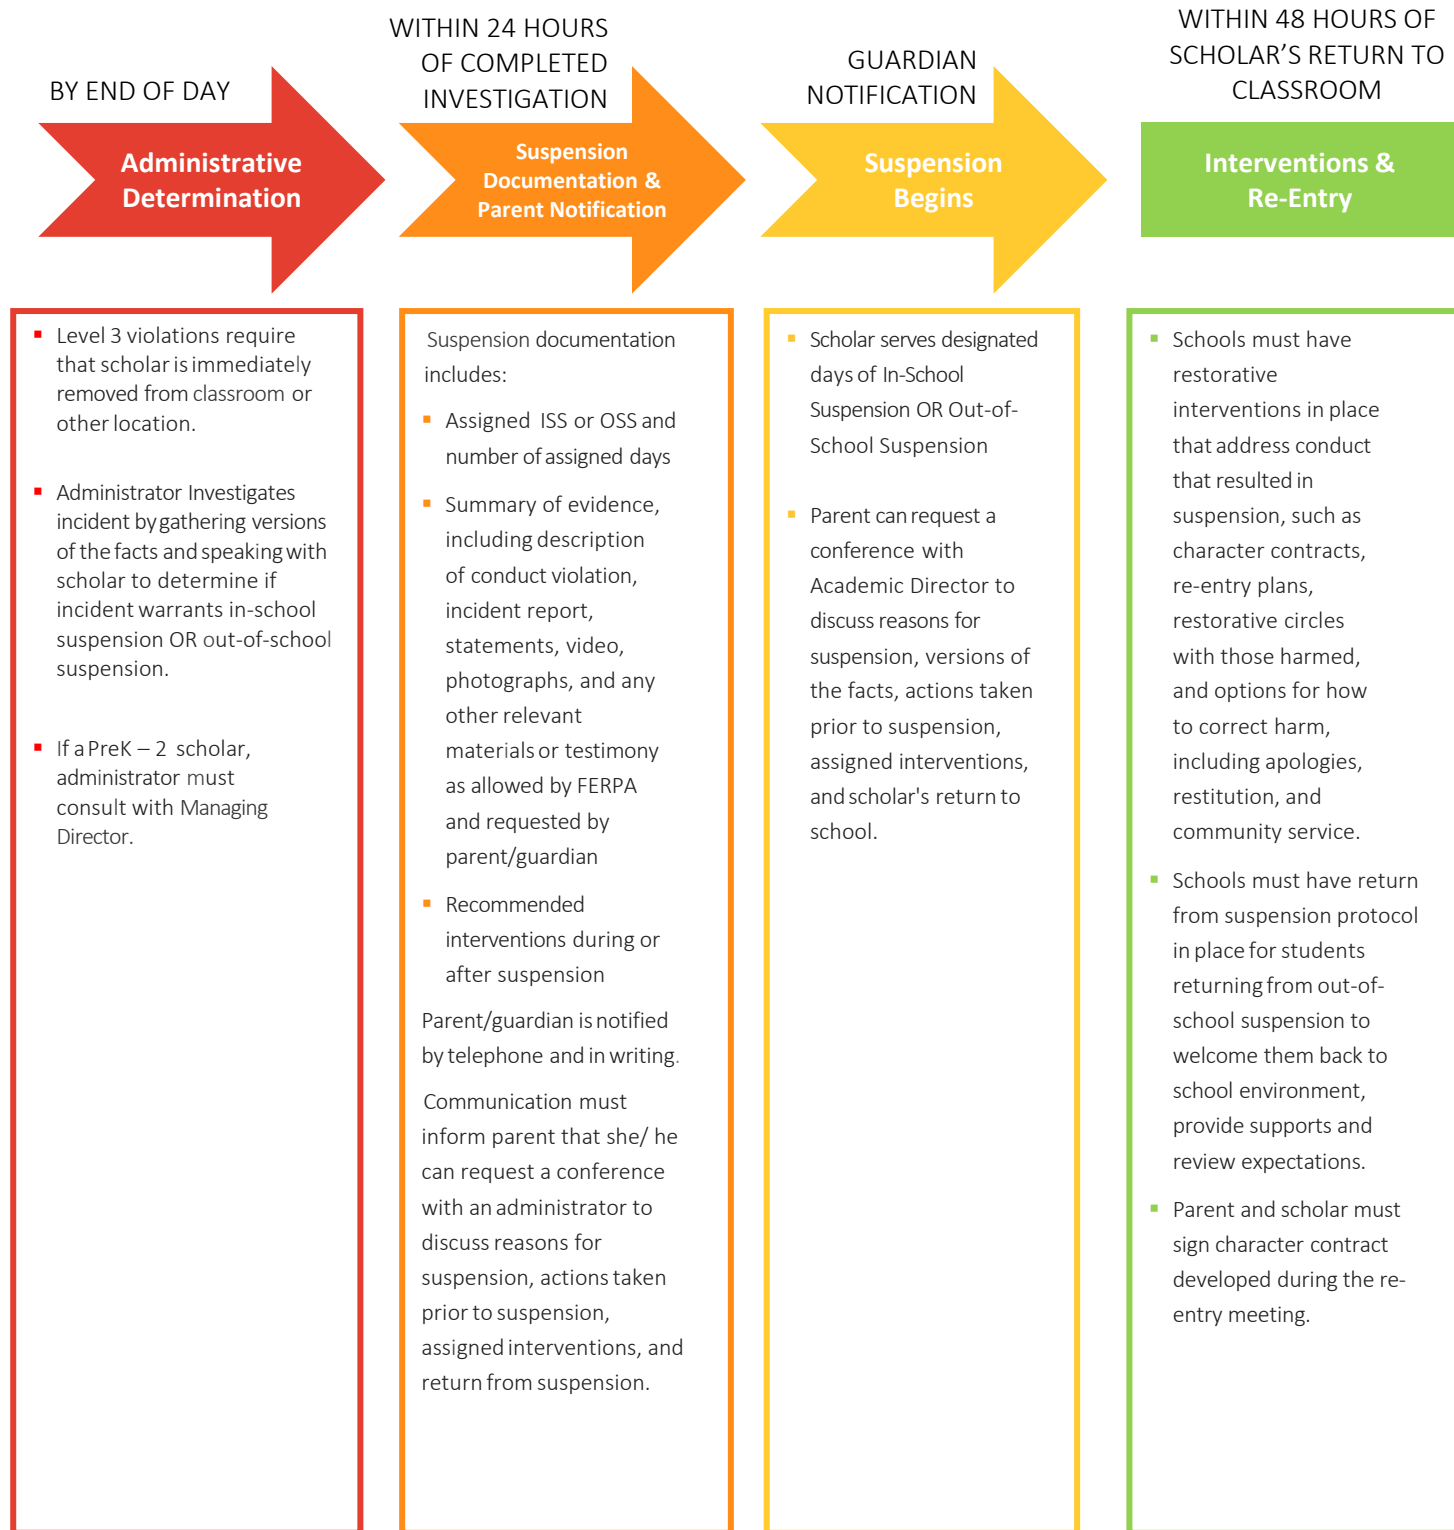 BY END OF DAY
Administrative
Determination
▪ Level 3 violations require
that scholar is immediately
removed from classroom or
other location.
▪ Administrator Investigates
incident by gathering versions
of the facts and speaking with
scholar to determine if
incident warrants in-school
suspension OR out-of-school
suspension.
▪ If a PreK – 2 scholar,
administrator must
consult with Managing
Director.
WITHIN 24 HOURS
OF COMPLETED
INVESTIGATION
Suspension
Documentation &
Parent Notification
Suspension documentation
includes:
▪ Assigned ISS or OSS and
number of assigned days
▪ Summary of evidence,
including description
of conduct violation,
incident report,
statements, video,
photographs, and any
other relevant
materials or testimony
as allowed by FERPA
and requested by
parent/guardian
▪ Recommended
interventions during or
after suspension
Parent/guardian is notified
by telephone and in writing.
Communication must
inform parent that she/ he
can request a conference
with an administrator to
discuss reasons for
suspension, actions taken
prior to suspension,
assigned interventions, and
return from suspension.
GUARDIAN
NOTIFICATION
Suspension
Begins
▪ Scholar serves designated
days of In-School
Suspension OR Out-of-
School Suspension
▪ Parent can request a
conference with
Academic Director to
discuss reasons for
suspension, versions of
the facts, actions taken
prior to suspension,
assigned interventions,
and scholar's return to
school.
WITHIN 48 HOURS OF
SCHOLAR’S RETURN TO
CLASSROOM
Interventions &
Re-Entry
▪ Schools must have
restorative
interventions in place
that address conduct
that resulted in
suspension, such as
character contracts,
re-entry plans,
restorative circles
with those harmed,
and options for how
to correct harm,
including apologies,
restitution, and
community service.
▪ Schools must have return
from suspension protocol
in place for students
returning from out-of-
school suspension to
welcome them back to
school environment,
provide supports and
review expectations.
▪ Parent and scholar must
sign character contract
developed during the re-
entry meeting.